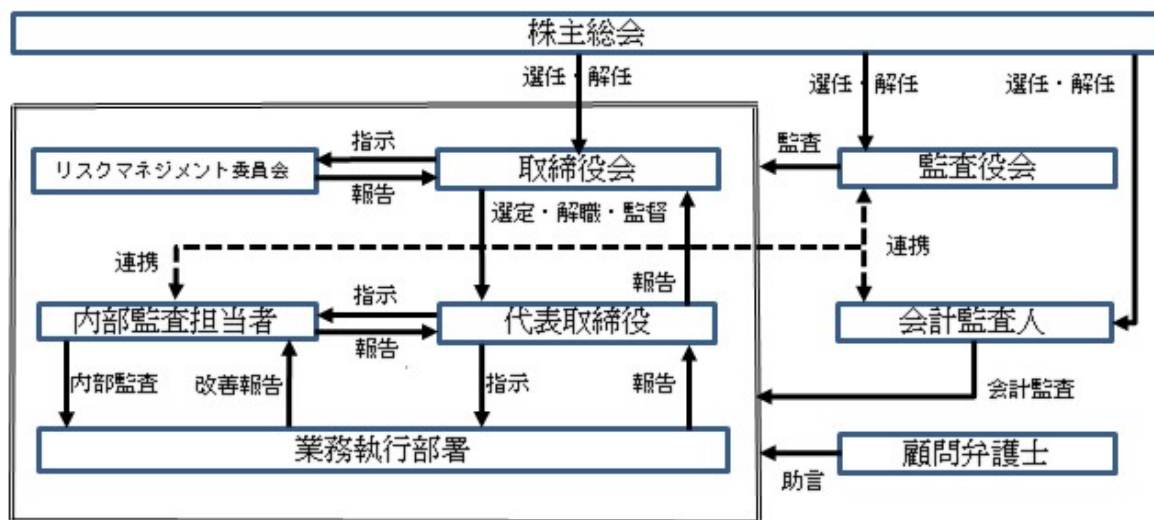 株主総会
選任・解任
選任・解任
選任・解任
指示
監査
リスクマネジメント委員会
取締役会
監査役会
報告
選定・解職・監督
連携
連携
報告
指示
内部監査担当者
代表取締役
会計監査人
報告
内部監査
改善報告
指示
報告
会計監査
業務執行部署
顧問弁護士
助言